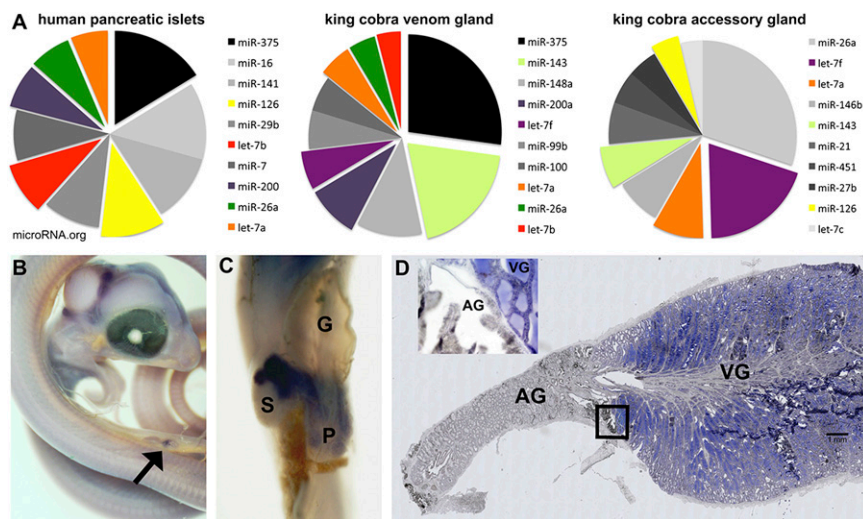 A
human pancreatic islets
miR-375
miR-16
miR-141
miR-126
miR-29b
let-7b
miR-7
miR-200
miR-26a
let-7a
microRNA.org
king cobra venom gland
miR-375
miR-143
miR-148a
miR-200a
let-7f
miR-99b
miR-100
let-7a
miR-26a
let-7b
king cobra accessory gland
miR-26a
let-7f
let-7a
miR-146b
miR-143
miR-21
miR-451
miR-27b
miR-126
let-7c
B
C
G
S
P
D
VG
AG
AG
VG
1 mm